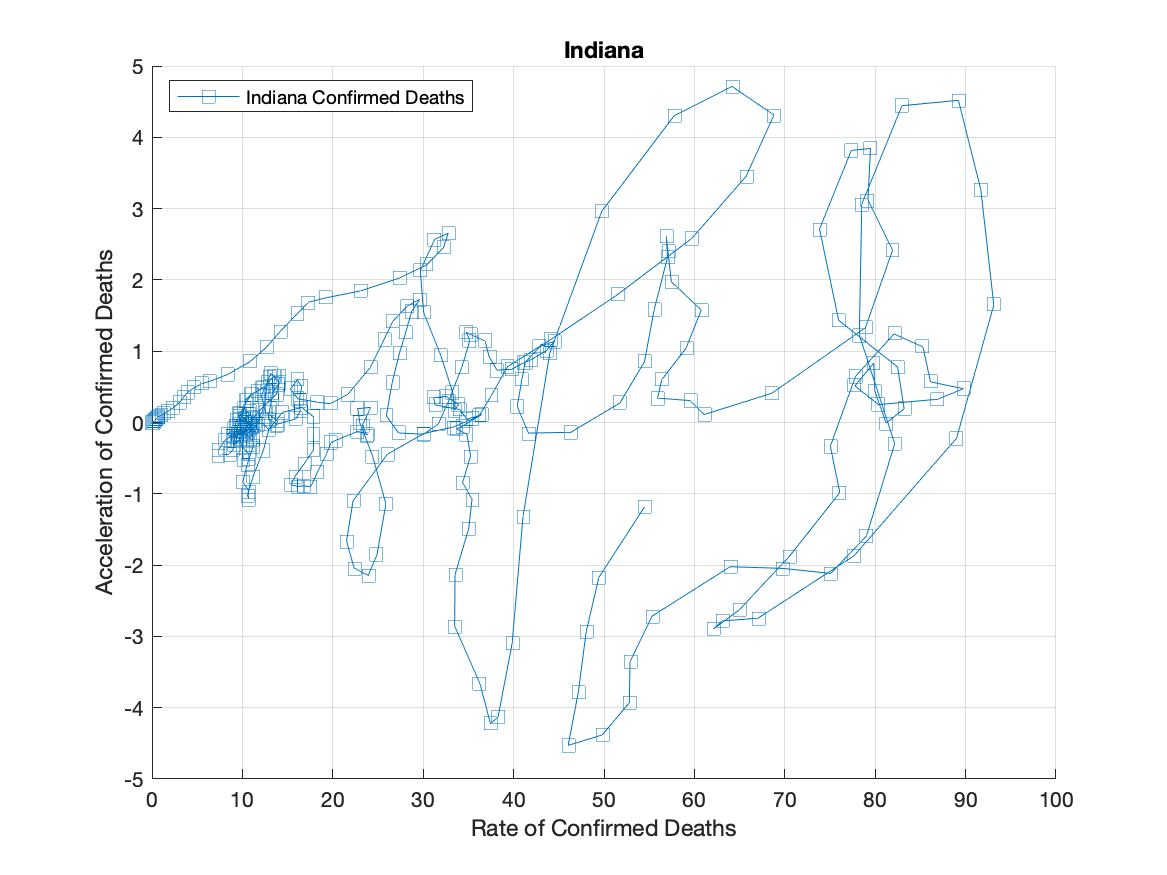 Indiana
Indiana Confirmed Deaths
5
4
3
2
1
0
-1
-2
-3
-4
-5
Acceleration of Confirmed Deaths
0 10 20 30 40 50 60 70 80 90 100
Rate of Confirmed Deaths